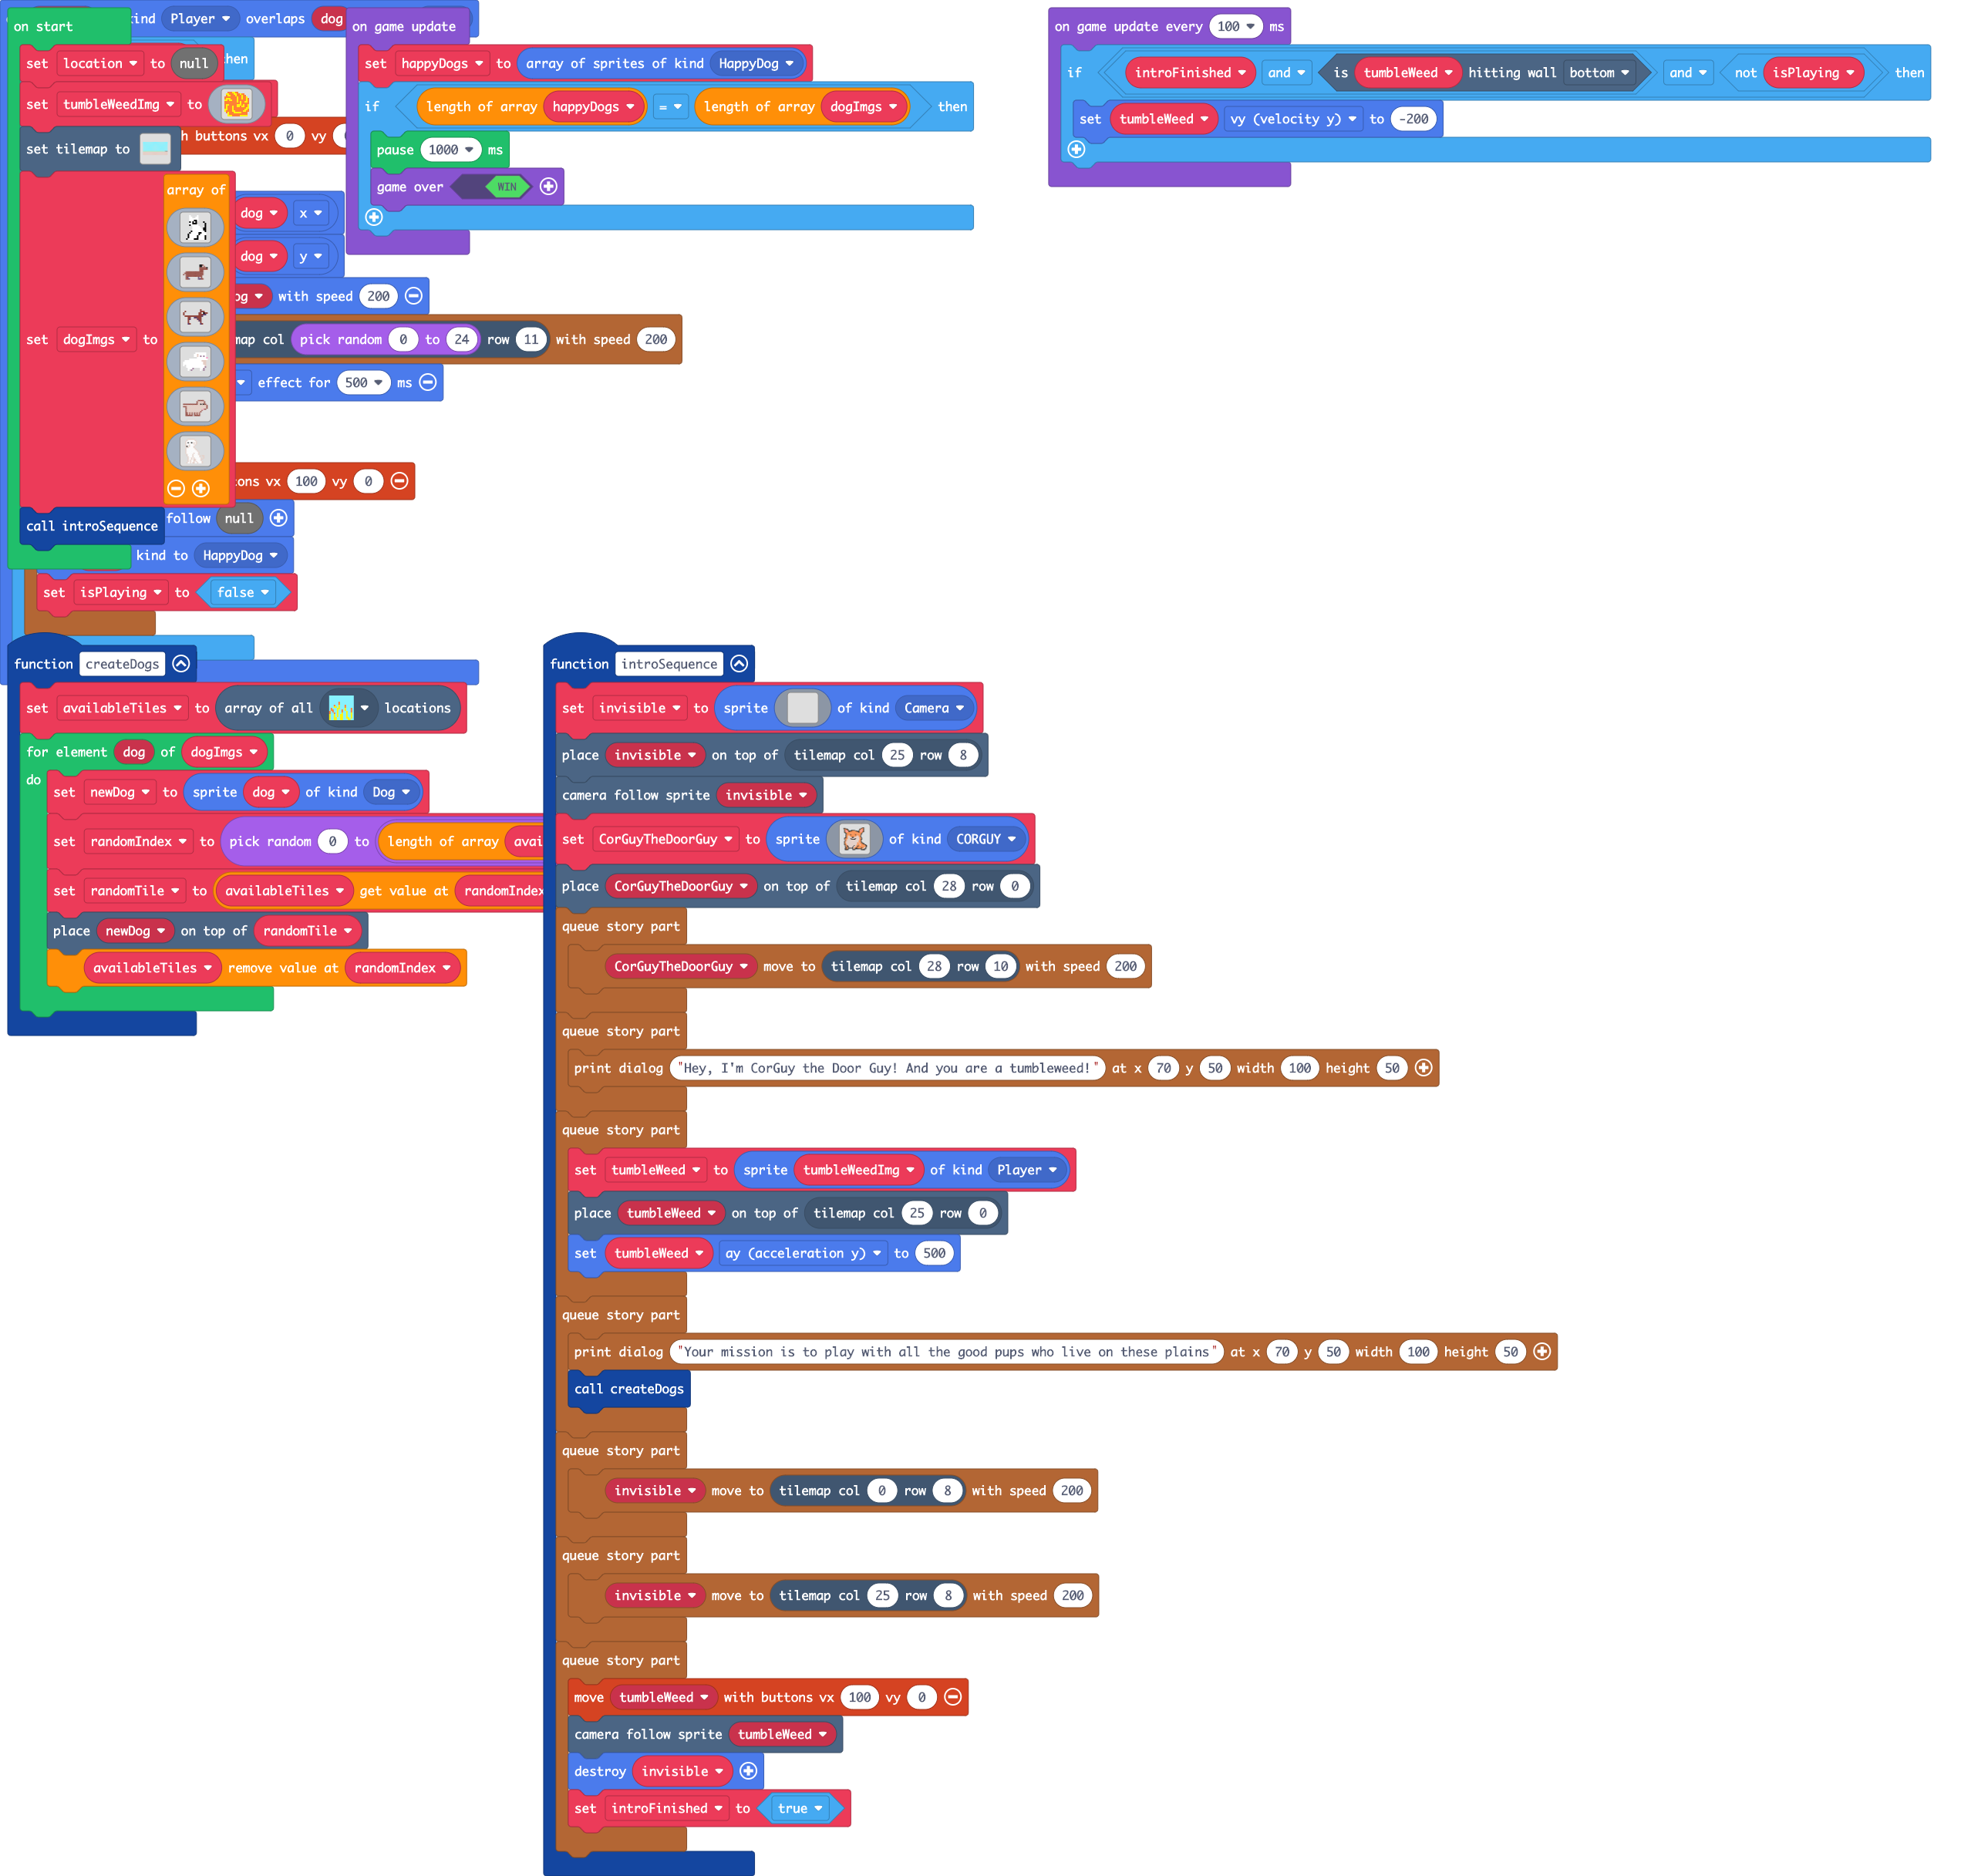 on start
set location to null
set tumbleWeedImg to
set tilemap to
set dogImgs to
array of
call introSequence
kind Player overlaps dog
then
buttons vx 0 vy
dog x
dog y
with speed 200
col pick random 0 to 24 row 11 with speed 200
effect for 500 ms
vx 100 vy 0
follow null
kind to HappyDog
set isPlaying to false
on game update
set happyDogs to array of sprites of kind HappyDog
if length of array happyDogs = length of array dogImgs then
pause 1000 ms
game over WIN
on game update every 100 ms
if introFinished and is tumbleWeed hitting wall bottom and not isPlaying then
set tumbleWeed vy (velocity y) to -200
function createDogs
set availableTiles to array of all locations
for element dog of dogImgs
do
set newDog to sprite dog of kind Dog
set randomIndex to pick random 0 to length of array
set randomTile to availableTiles get value at randomIndex
place newDog on top of randomTile
availableTiles remove value at randomIndex
function introSequence
set invisible to sprite of kind Camera
place invisible on top of tilemap col 25 row 8
camera follow sprite invisible
set CorGuyTheDoorGuy to sprite of kind CORGUY
place CorGuyTheDoorGuy on top of tilemap col 28 row 0
queue story part
CorGuyTheDoorGuy move to tilemap col 28 row 10 with speed 200
queue story part
print dialog "Hey, I'm CorGuy the Door Guy! And you are a tumbleweed!" at x 70 y 50 width 100 height 50
queue story part
set tumbleWeed to sprite tumbleWeedImg of kind Player
place tumbleWeed on top of tilemap col 25 row 0
set tumbleWeed ay (acceleration y) to 500
queue story part
print dialog "Your mission is to play with all the good pups who live on these plains" at x 70 y 50 width 100 height 50
call createDogs
queue story part
invisible move to tilemap col 0 row 8 with speed 200
queue story part
invisible move to tilemap col 25 row 8 with speed 200
queue story part
move tumbleWeed with buttons vx 100 vy 0
camera follow sprite tumbleWeed
destroy invisible
set introFinished to true